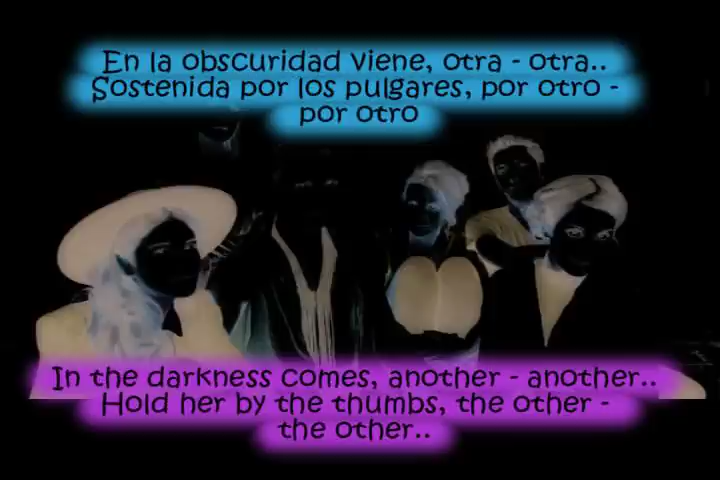 En la obscuridad viene, otra - otra..
Sostenida por los pulgares, por otro -
por otro
In the darkness comes, another - another..
Hold her by the thumbs, the other -
the other..